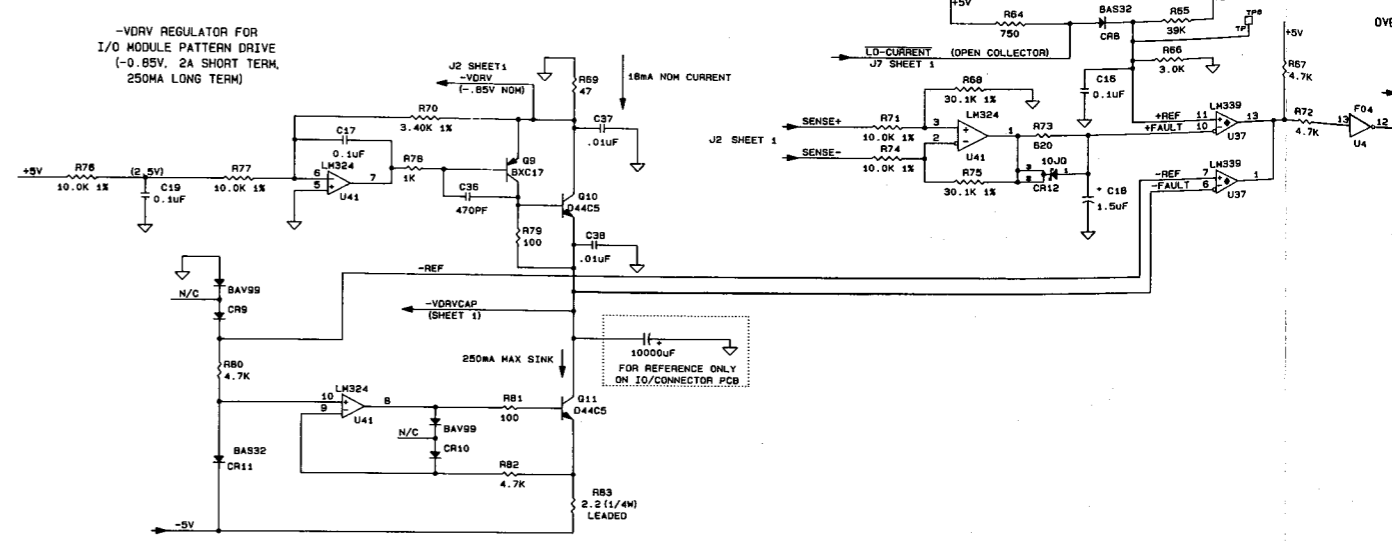 -VDRV REGULATOR FOR
I/O MODULE PATTERN DRIVE
(-0.85V, 2A SHORT TERM,
250MA LONG TERM)
J2 SHEET1
-VDRV
(-.85V NOM)
R69
47
18mA NOM CURRENT
R70
3.40K 1%
C37
.01uF
C17
0.1uF
+5V
R76
10.0K 1%
(2.5V)
C19
0.1uF
R77
10.0K 1%
LM324
6
5
7
U41
R78
1K
Q9
BXC17
C36
470PF
Q10
D44C5
R79
100
C38
.01uF
-REF
BAV99
N/C
CR9
-VDRVCAP
(SHEET 1)
10000uF
+
FOR REFERENCE ONLY
ON IO/CONNECTOR PCB
250mA MAX SINK
R80
4.7K
LM324
10
9
8
U41
R81
100
Q11
D44C5
BAV99
N/C
CR10
BAS32
CR11
R82
4.7K
R83
2.2(1/4W)
LEADED
-5V
+5V
R64
750
BAS32
CR8
R65
39K
TP
TP8
OVE
LO-CURRENT (OPEN COLLECTOR)
J7 SHEET 1
R66
3.0K
+5V
R67
4.7K
C16
0.1uF
R68
30.1K 1%
J2 SHEET 1
SENSE+
R71
10.0K 1%
SENSE-
R74
10.0K 1%
LM324
3
2
1
U41
R75
30.1K 1%
R73
620
10JQ
3
2
1
CR12
+ C18
1.5uF
+REF
+FAULT
11
10
LM339
13
U37
-REF
-FAULT
7
6
LM339
1
U37
R72
4.7K
F04
13
12
U4